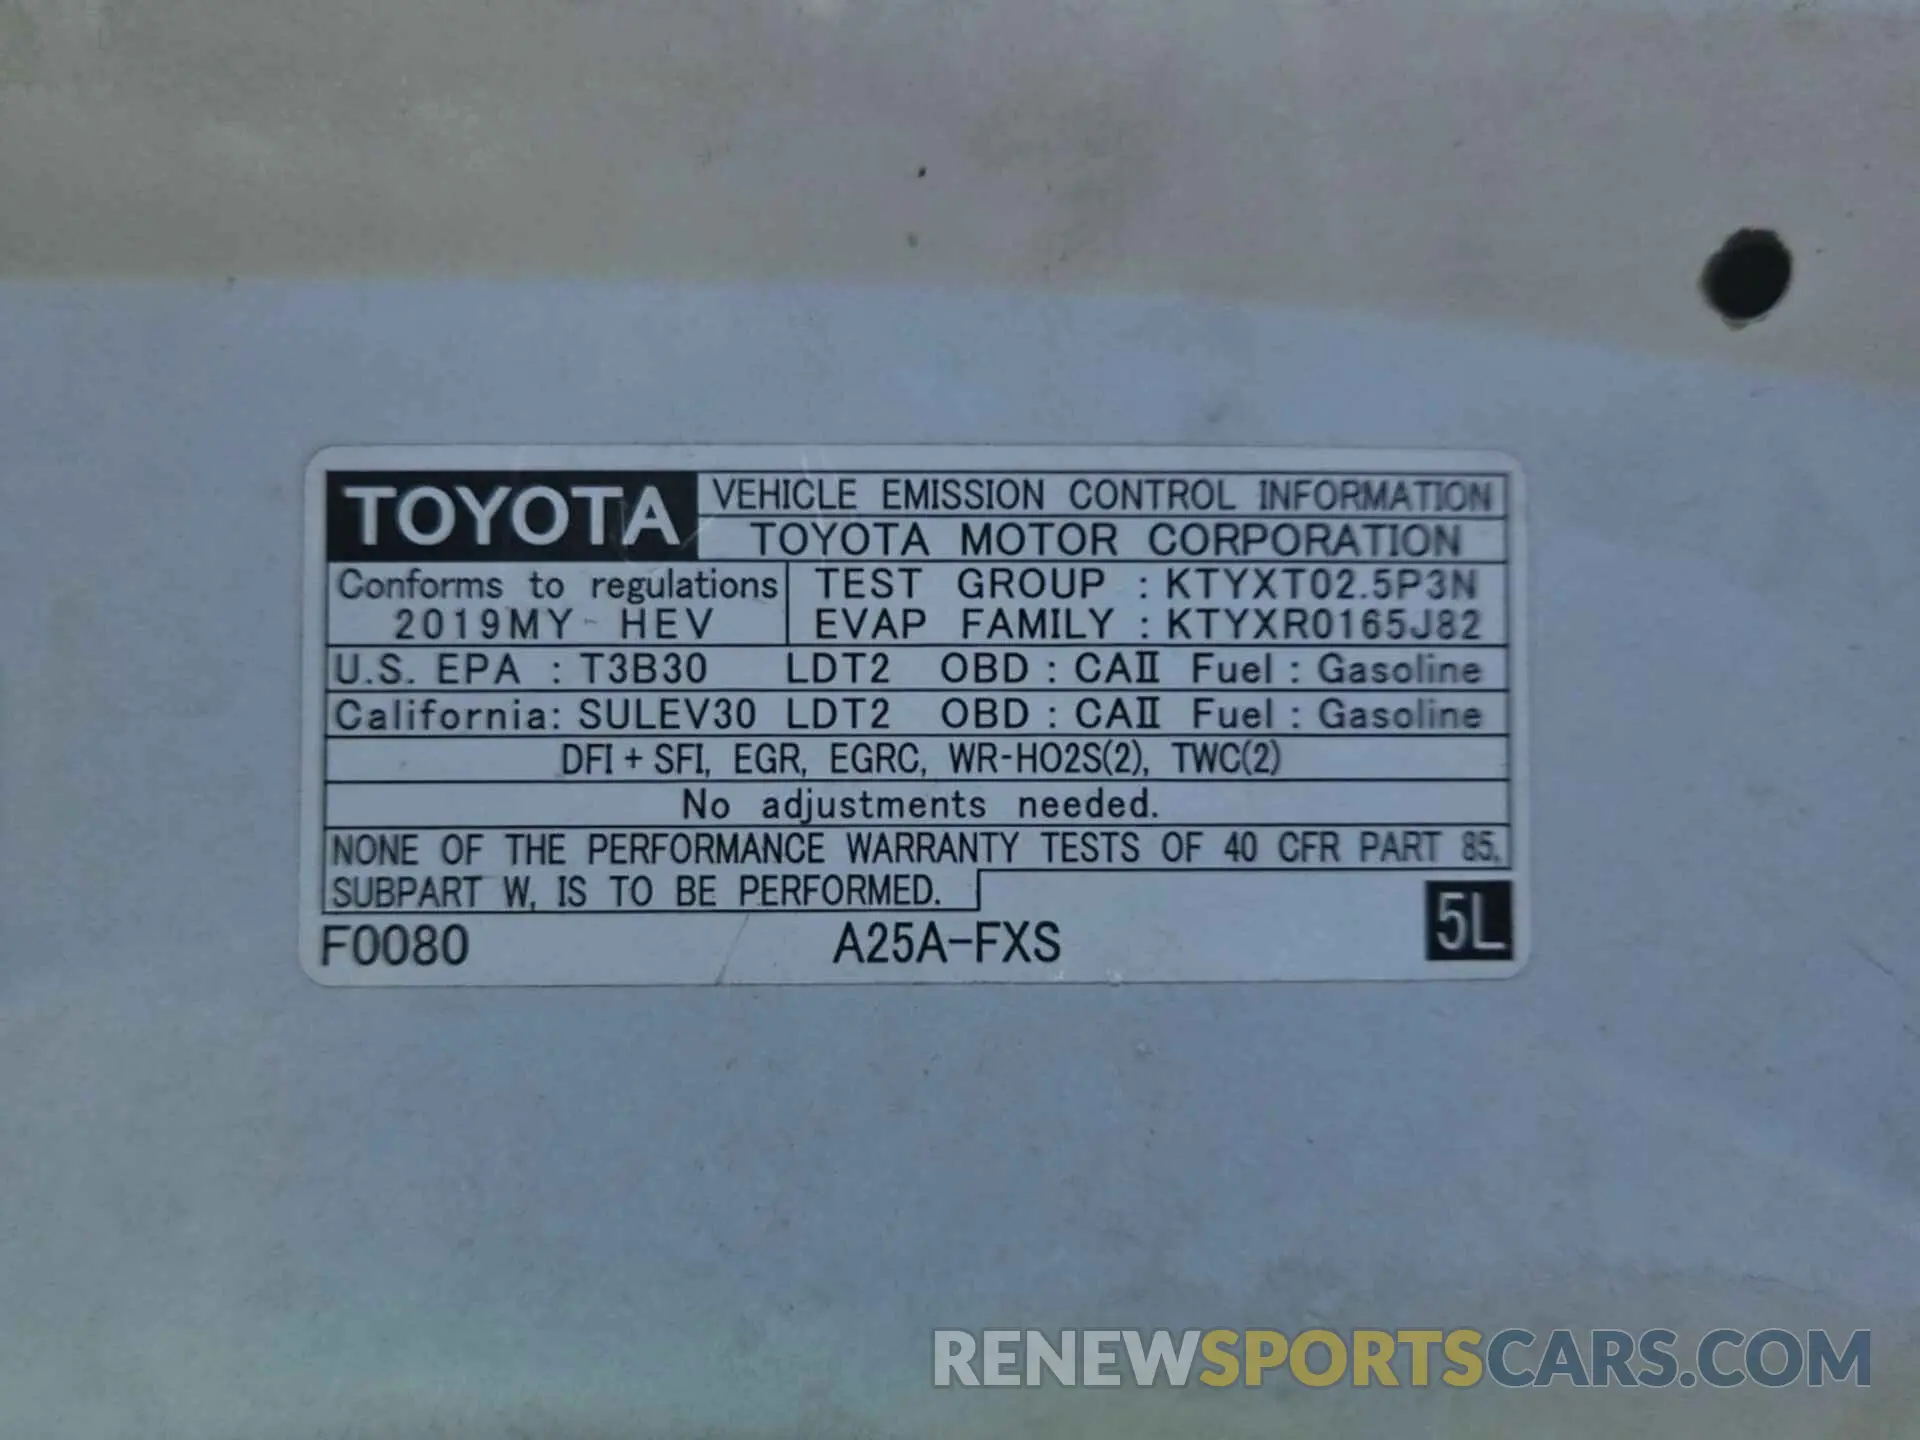 TOYOTA VEHICLE EMISSION CONTROL INFORMATION
TOYOTA MOTOR CORPORATION
Conforms to regulations TEST GROUP : KTYXT02.5P3N
2019MY HEV EVAP FAMILY : KTYXR0165J82
U.S. EPA : T3B30 LDT2 OBD : CAⅡ Fuel : Gasoline
California: SULEV30 LDT2 OBD : CAⅡ Fuel : Gasoline
DFI + SFI, EGR, EGRC, WR-HO2S(2), TWC(2)
No adjustments needed.
NONE OF THE PERFORMANCE WARRANTY TESTS OF 40 CFR PART 85,
SUBPART W, IS TO BE PERFORMED.
F0080 A25A-FXS 5L
RENEWSPORTSCARS.COM